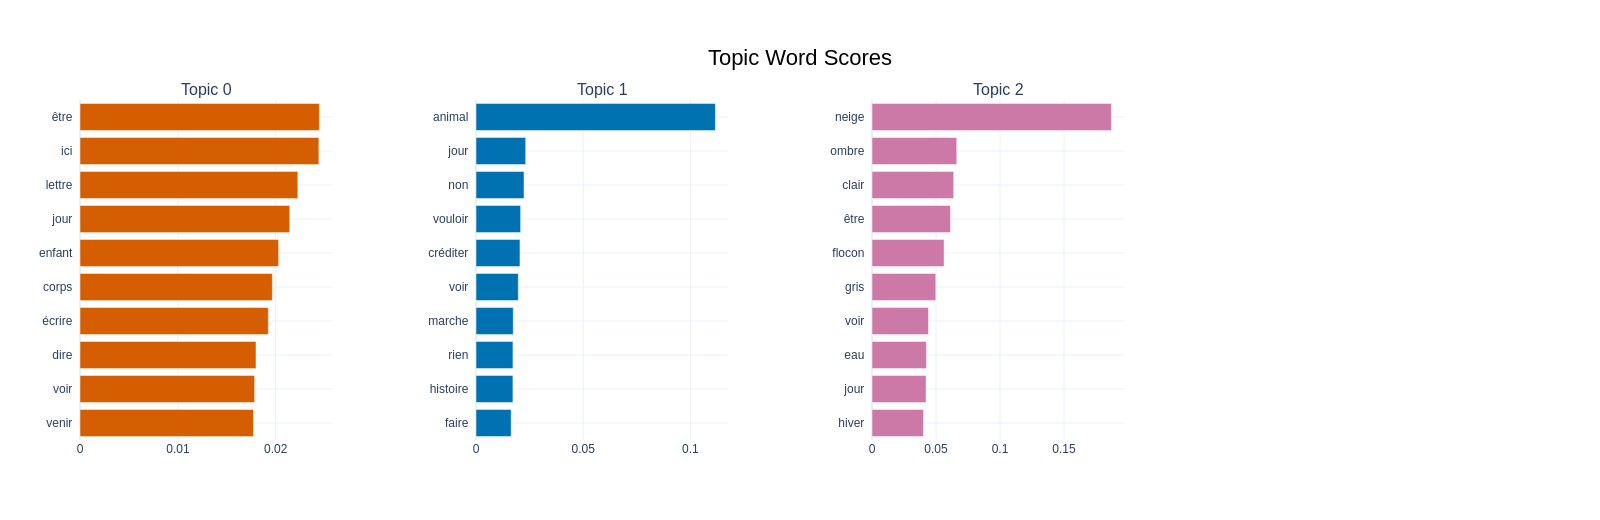 Topic Word Scores
Topic 0
être
ici
lettre
jour
enfant
corps
écrire
dire
voir
venir
0 0.01 0.02
Topic 1
animal
jour
non
vouloir
créditer
voir
marche
rien
histoire
faire
0 0.05 0.1
Topic 2
neige
ombre
clair
être
flocon
gris
voir
eau
jour
hiver
0 0.05 0.1 0.15